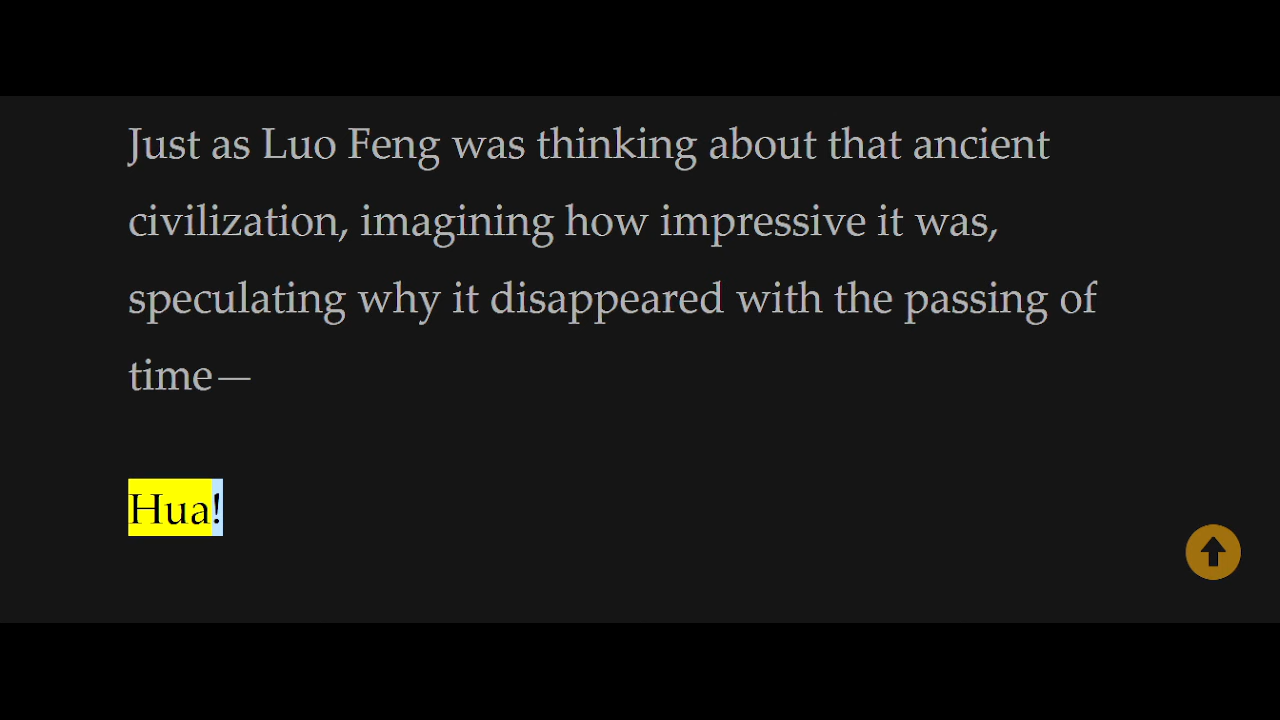 Just as Luo Feng was thinking about that ancient
civilization, imagining how impressive it was,
speculating why it disappeared with the passing of
time—
Hua!